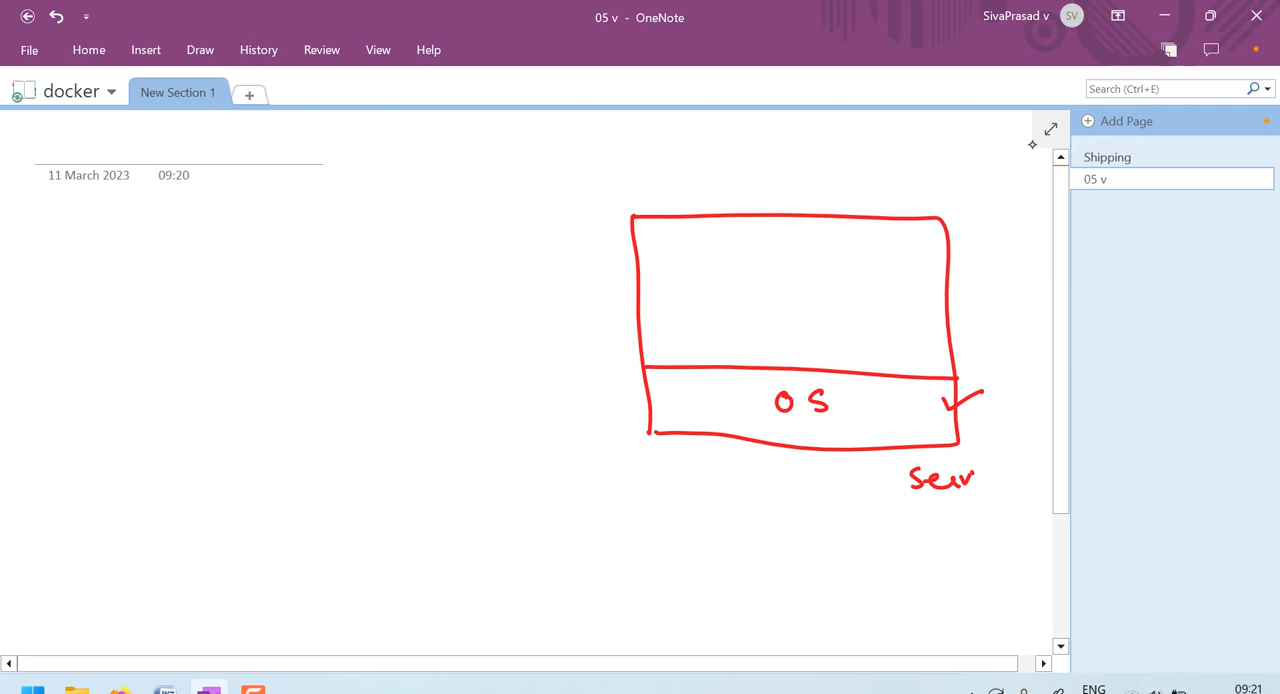 05 v - OneNote
SivaPrasad v
SV
File
Home
Insert
Draw
History
Review
View
Help
docker
New Section 1
Search (Ctrl+E)
Add Page
11 March 2023 09:20
Shipping
05 v
O S
Serv
ENG
09:21